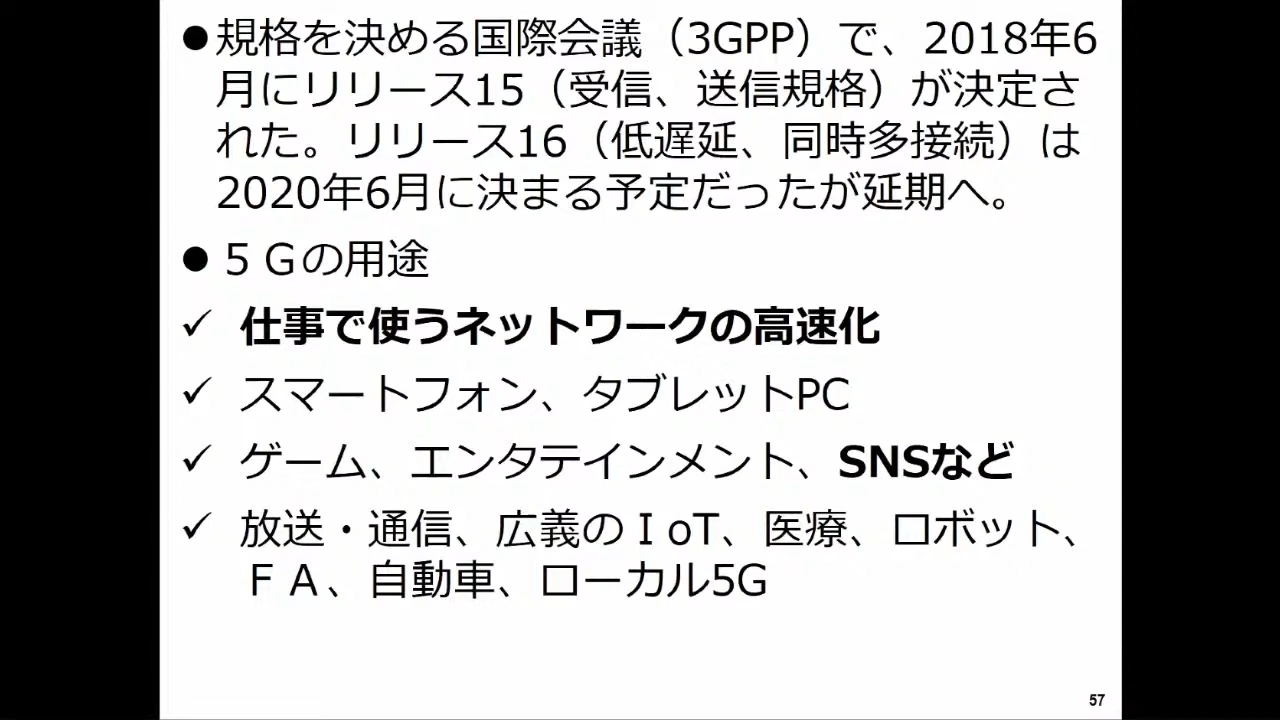 ●規格を決める国際会議（3GPP）で、2018年6
月にリリース15（受信、送信規格）が決定さ
れた。リリース16（低遅延、同時多接続）は
2020年6月に決まる予定だったが延期へ。
●５Ｇの用途
✓ 仕事で使うネットワークの高速化
✓ スマートフォン、タブレットPC
✓ ゲーム、エンタテインメント、SNSなど
✓ 放送・通信、広義のＩoT、医療、ロボット、
ＦＡ、自動車、ローカル5G
57